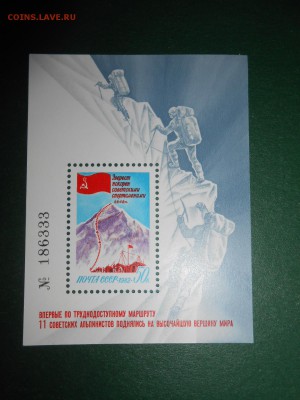 COINS.LAVE.RU
Эверест
покорен
советскими
спортсменами
ПОЧТА СССР•1982•50к
№ 186333
ВПЕРВЫЕ ПО ТРУДНОДОСТУПНОМУ МАРШРУТУ
11 СОВЕТСКИХ АЛЬПИНИСТОВ ПОДНЯЛИСЬ НА ВЫСОЧАЙШУЮ ВЕРШИНУ МИРА